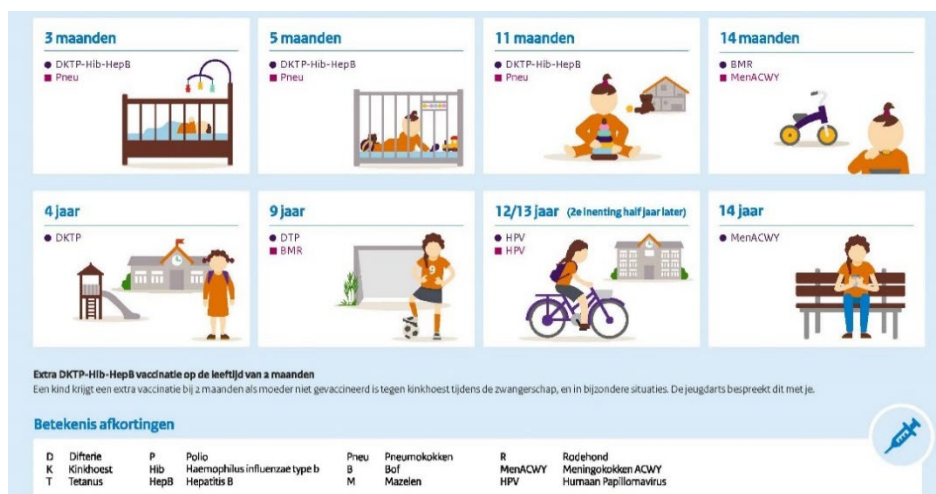 3 maanden
DKTP-Hib-HepB
Pneu
5 maanden
DKTP-Hib-HepB
Pneu
11 maanden
DKTP-Hib-HepB
Pneu
14 maanden
BMR
MenACWY
4 jaar
DKTP
9 jaar
DTP
BMR
9
12/13 jaar (2e inenting half jaar later)
HPV
HPV
14 jaar
MenACWY
Extra DKTP-Hib-HepB vaccinatie op de leeftijd van 2 maanden
Een kind krijgt een extra vaccinatie bij 2 maanden als moeder niet gevaccineerd is tegen kinkhoest tijdens de zwangerschap, en in bijzondere situaties. De jeugdarts bespreekt dit met je.
Betekenis afkortingen
D Difterie P Polio Pneu Pneumokokken R Rodehond
K Kinkhoest Hib Haemophilus influenzae type b B Bof MenACWY Meningokokken ACWY
T Tetanus HepB Hepatitis B M Mazelen HPV Humaan Papillomavirus